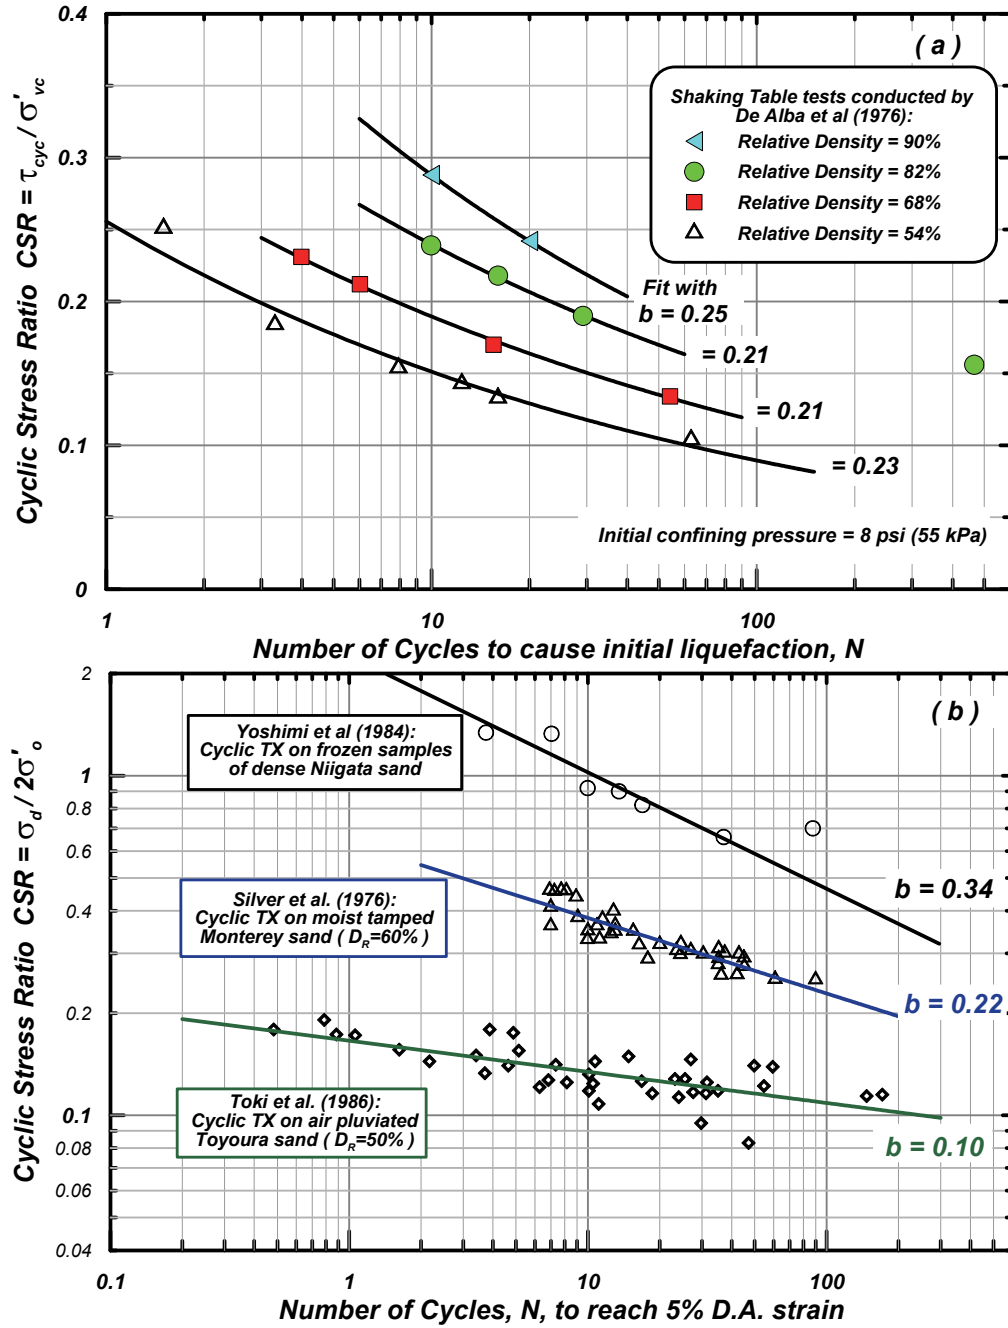 0.4
0.3
0.2
0.1
0
Cyclic Stress Ratio CSR = τcyc / σ'vc
( a )
Shaking Table tests conducted by
De Alba et al (1976):
Relative Density = 90%
Relative Density = 82%
Relative Density = 68%
Relative Density = 54%
Fit with
b = 0.25
= 0.21
= 0.21
= 0.23
Initial confining pressure = 8 psi (55 kPa)
1 10 100
Number of Cycles to cause initial liquefaction, N
2
1
0.8
0.6
0.4
0.2
0.1
0.08
0.06
0.04
Cyclic Stress Ratio CSR = σd / 2σ'o
( b )
Yoshimi et al (1984):
Cyclic TX on frozen samples
of dense Niigata sand
b = 0.34
Silver et al. (1976):
Cyclic TX on moist tamped
Monterey sand ( DR=60% )
b = 0.22
Toki et al. (1986):
Cyclic TX on air pluviated
Toyoura sand ( DR=50% )
b = 0.10
0.1 1 10 100
Number of Cycles, N, to reach 5% D.A. strain